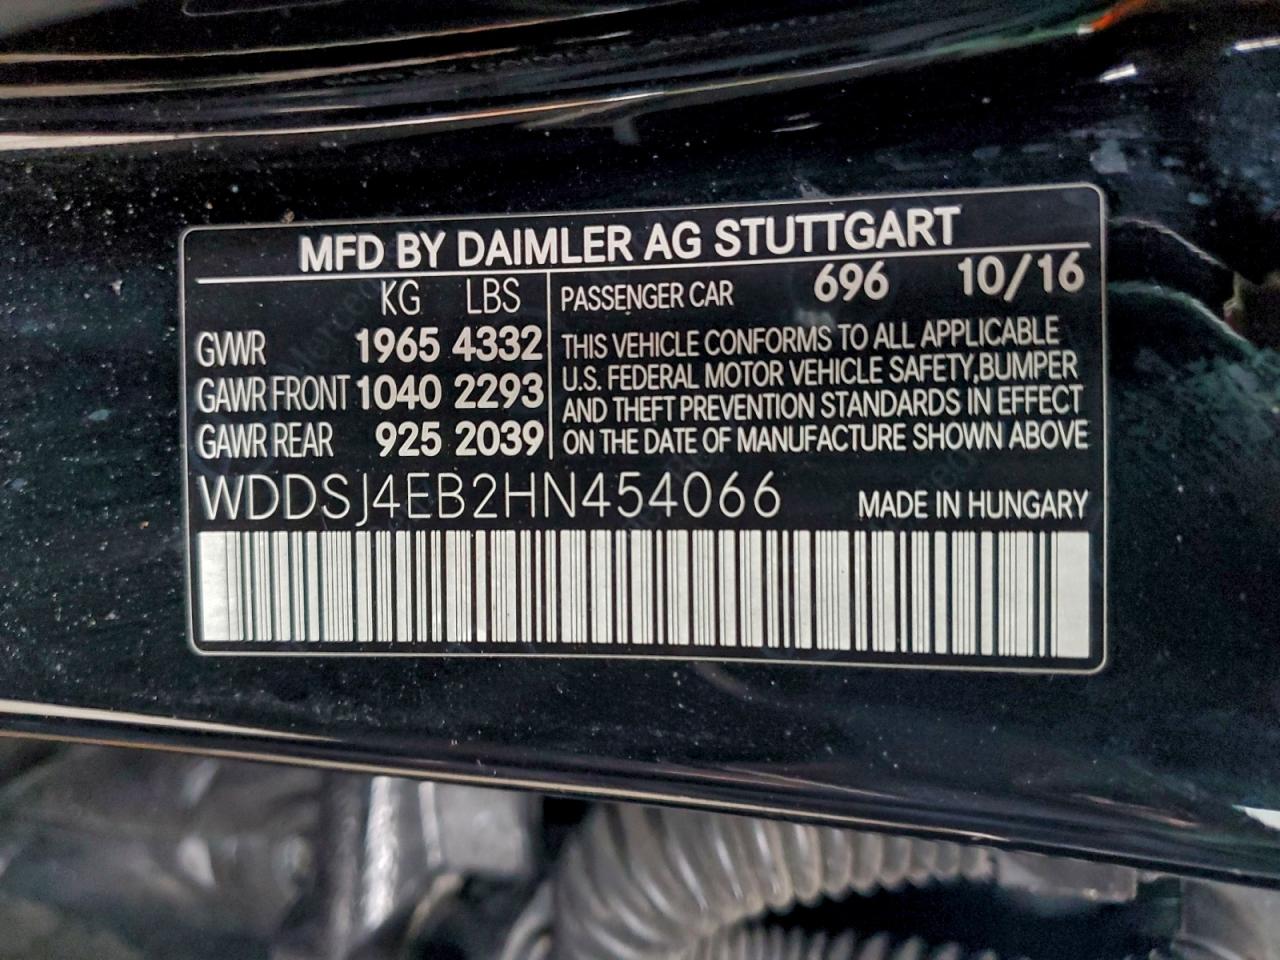 MFD BY DAIMLER AG STUTTGART
KG LBS
GVWR 1965 4332
GAWR FRONT 1040 2293
GAWR REAR 925 2039
PASSENGER CAR 696 10/16
THIS VEHICLE CONFORMS TO ALL APPLICABLE
U.S. FEDERAL MOTOR VEHICLE SAFETY, BUMPER
AND THEFT PREVENTION STANDARDS IN EFFECT
ON THE DATE OF MANUFACTURE SHOWN ABOVE
WDDSJ4EB2HN454066 MADE IN HUNGARY